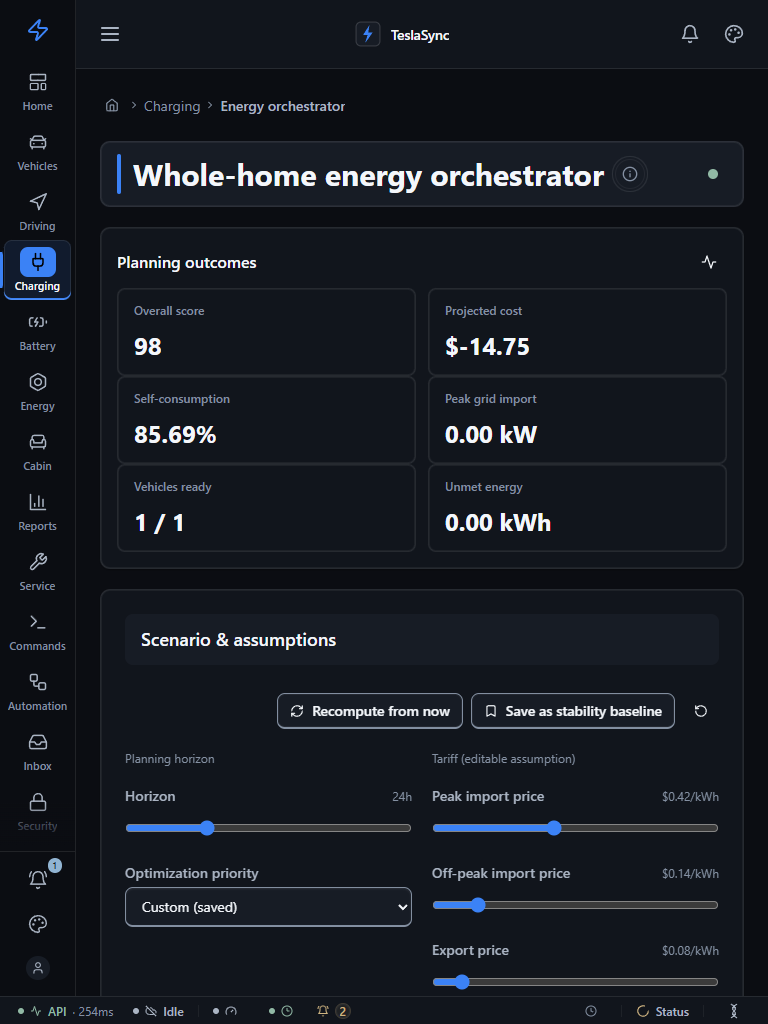 TeslaSync
Home
Vehicles
Driving
Charging
Battery
Energy
Cabin
Reports
Service
Commands
Automation
Inbox
Security
1
Charging
Energy orchestrator
Whole-home energy orchestrator
Planning outcomes
Overall score
98
Projected cost
$-14.75
Self-consumption
85.69%
Peak grid import
0.00 kW
Vehicles ready
1 / 1
Unmet energy
0.00 kWh
Scenario & assumptions
Recompute from now
Save as stability baseline
Planning horizon
Horizon
24h
Optimization priority
Custom (saved)
Tariff (editable assumption)
Peak import price
$0.42/kWh
Off-peak import price
$0.14/kWh
Export price
$0.08/kWh
API · 254ms
Idle
2
Status